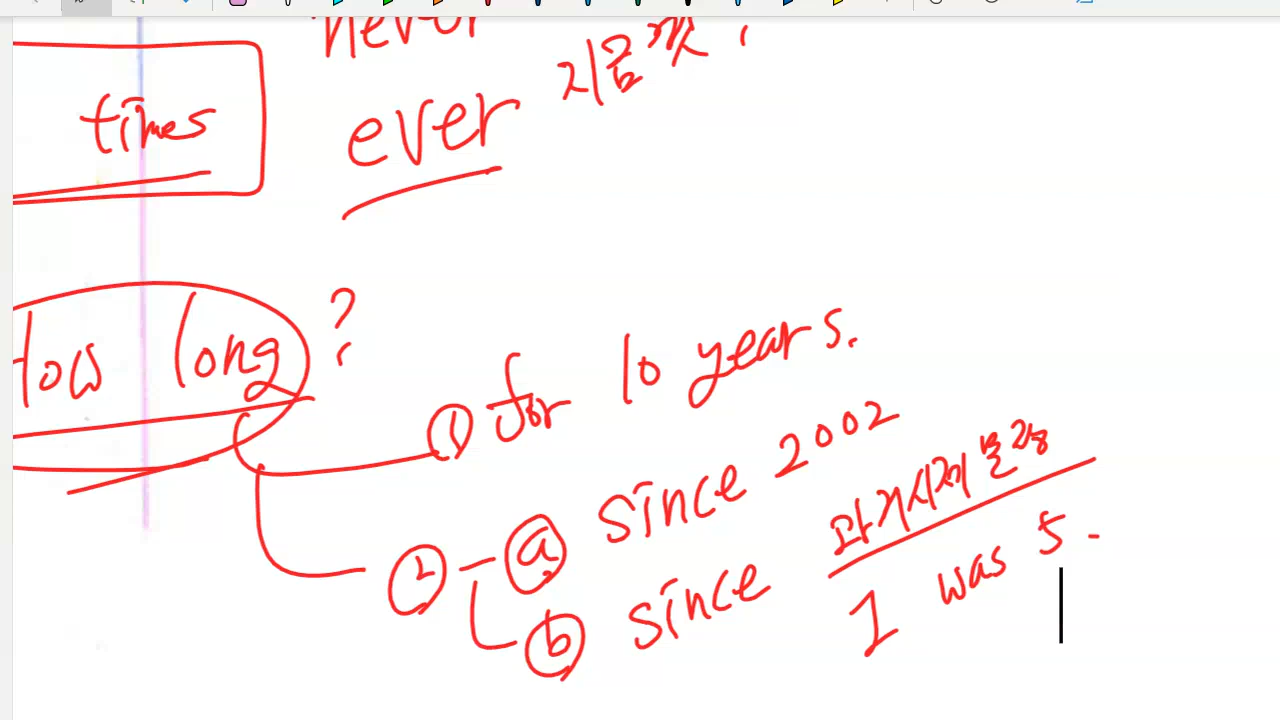 never
times
ever 지금껏.
How long?
① for 10 years.
② - ⓐ since 2002
과거시제 문장
ⓑ since I was 5.